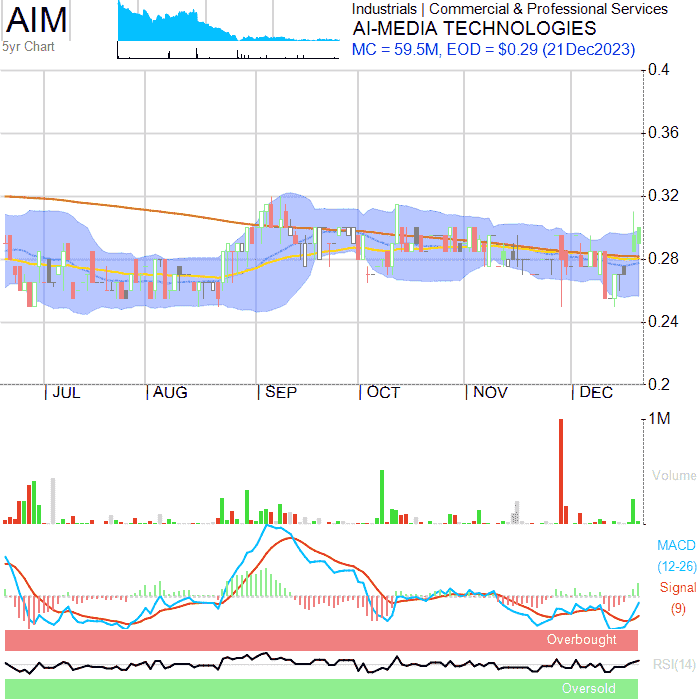 AIM
5yr Chart
Industrials | Commercial & Professional Services
AI-MEDIA TECHNOLOGIES
MC = 59.5M, EOD = $0.29 (21Dec2023)
0.4
0.36
0.32
0.28
0.24
0.2
JUL
AUG
SEP
OCT
NOV
DEC
1M
Volume
MACD
(12-26)
Signal
(9)
Overbought
RSI(14)
Oversold